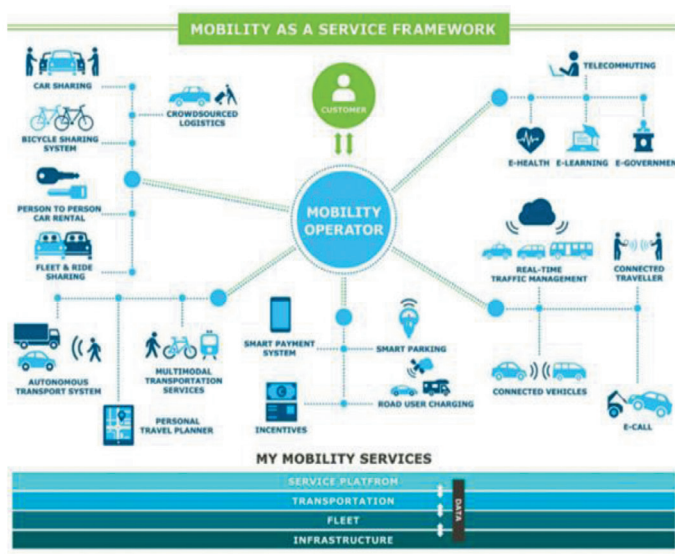 MOBILITY AS A SERVICE FRAMEWORK
CUSTOMER
MOBILITY
OPERATOR
CAR SHARING
CROWDSOURCED
LOGISTICS
BICYCLE SHARING
SYSTEM
PERSON TO PERSON
CAR RENTAL
FLEET & RIDE
SHARING
TELECOMMUTING
E-HEALTH
E-LEARNING
E-GOVERNMENT
REAL-TIME
TRAFFIC MANAGEMENT
CONNECTED
TRAVELLER
CONNECTED VEHICLES
E-CALL
AUTONOMOUS
TRANSPORT SYSTEM
MULTIMODAL
TRANSPORTATION
SERVICES
PERSONAL
TRAVEL PLANNER
SMART PAYMENT
SYSTEM
SMART PARKING
INCENTIVES
ROAD USER CHARGING
MY MOBILITY SERVICES
SERVICE PLATFROM
TRANSPORTATION
FLEET
INFRASTRUCTURE
DATA